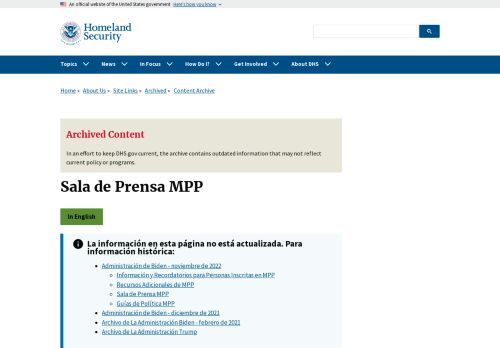 An official website of the United States government Here's how you know
Homeland
Security
Topics News In Focus How Do I? Get Involved About DHS
Home About Us Site Links Archived Content Archive
Archived Content
In an effort to keep DHS.gov current, the archive contains outdated information that may not reflect
current policy or programs.
Sala de Prensa MPP
In English
La información en esta página no está actualizada. Para
información histórica:
Administración de Biden - noviembre de 2022
Información y Recordatorios para Personas Inscritas en MPP
Recursos Adicionales de MPP
Sala de Prensa MPP
Guías de Política MPP
Administración de Biden - diciembre de 2021
Archivo de La Administración Biden - febrero de 2021
Archivo de La Administración Trump